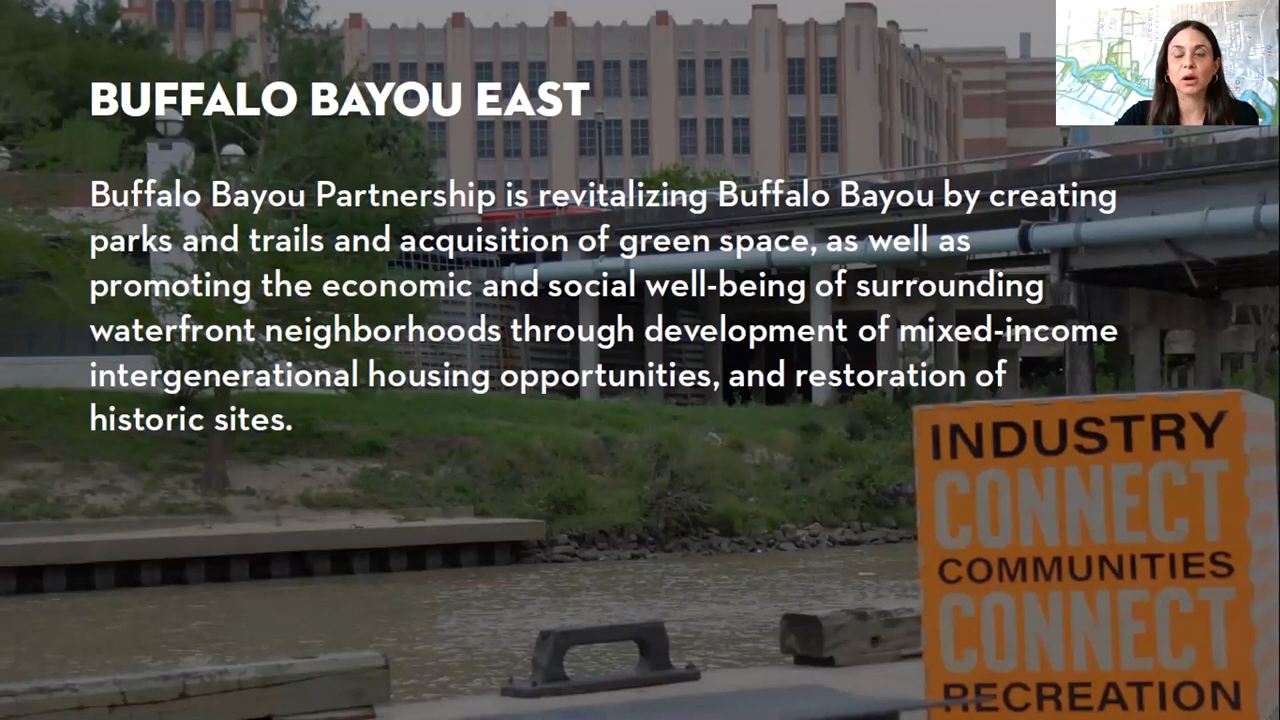 BUFFALO BAYOU EAST
Buffalo Bayou Partnership is revitalizing Buffalo Bayou by creating
parks and trails and acquisition of green space, as well as
promoting the economic and social well-being of surrounding
waterfront neighborhoods through development of mixed-income
intergenerational housing opportunities, and restoration of
historic sites.
INDUSTRY
CONNECT
COMMUNITIES
CONNECT
RECREATION